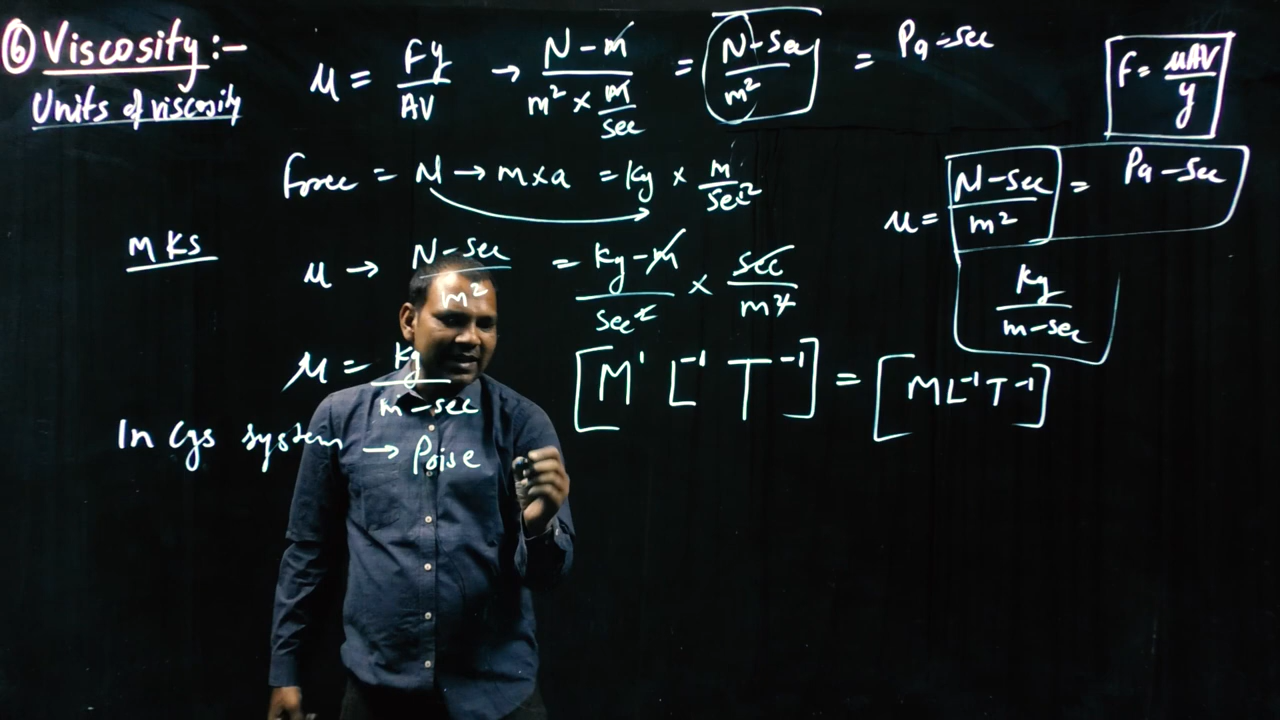 ⑥ Viscosity :-
Units of viscosity
μ = Fy/AV → N-m/(m² × m/sec) = N-sec/m² = Pa-sec
F = μAV/y
Force = N → m×a = Kg × m/sec²
μ = N-sec/m² = Pa-sec
Kg/m-sec
MKS
μ → N-sec/m² = Kg-m/sec² × sec/m²
μ = Kg/m-sec [M¹ L⁻¹ T⁻¹] = [ML⁻¹T⁻¹]
In Cgs system → Poise